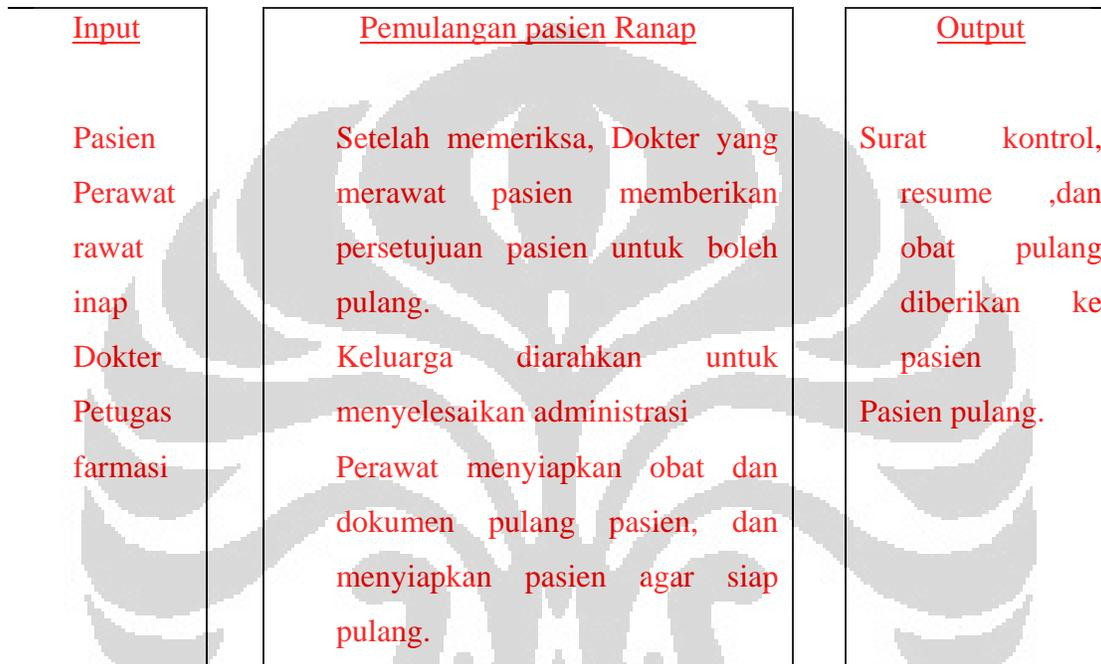 Input
Pasien
Perawat
rawat
inap
Dokter
Petugas
farmasi
Pemulangan pasien Ranap
Setelah memeriksa, Dokter yang
merawat pasien memberikan
persetujuan pasien untuk boleh
pulang.
Keluarga diarahkan untuk
menyelesaikan administrasi
Perawat menyiapkan obat dan
dokumen pulang pasien, dan
menyiapkan pasien agar siap
pulang.
Output
Surat kontrol,
resume ,dan
obat pulang
diberikan ke
pasien
Pasien pulang.